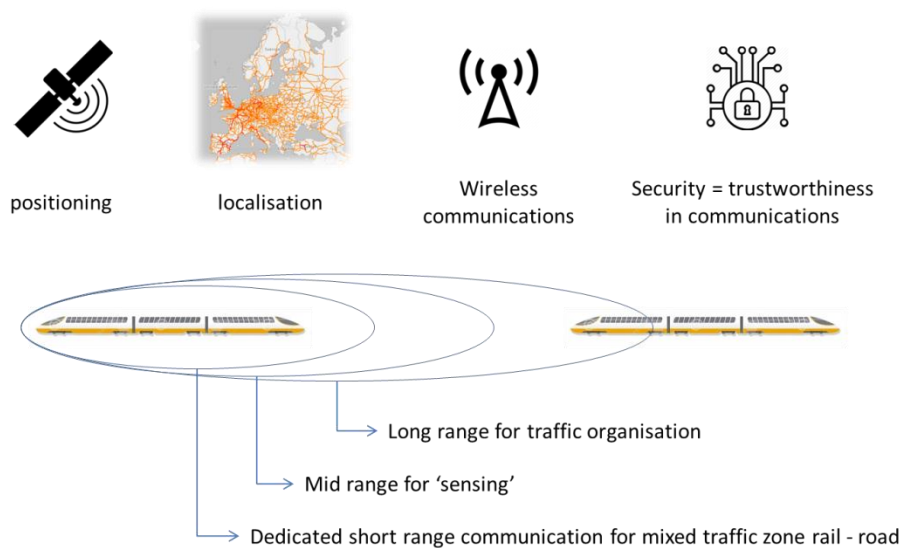 positioning
localisation
Wireless
communications
Security = trustworthiness
in communications
Long range for traffic organisation
Mid range for ‘sensing’
Dedicated short range communication for mixed traffic zone rail - road